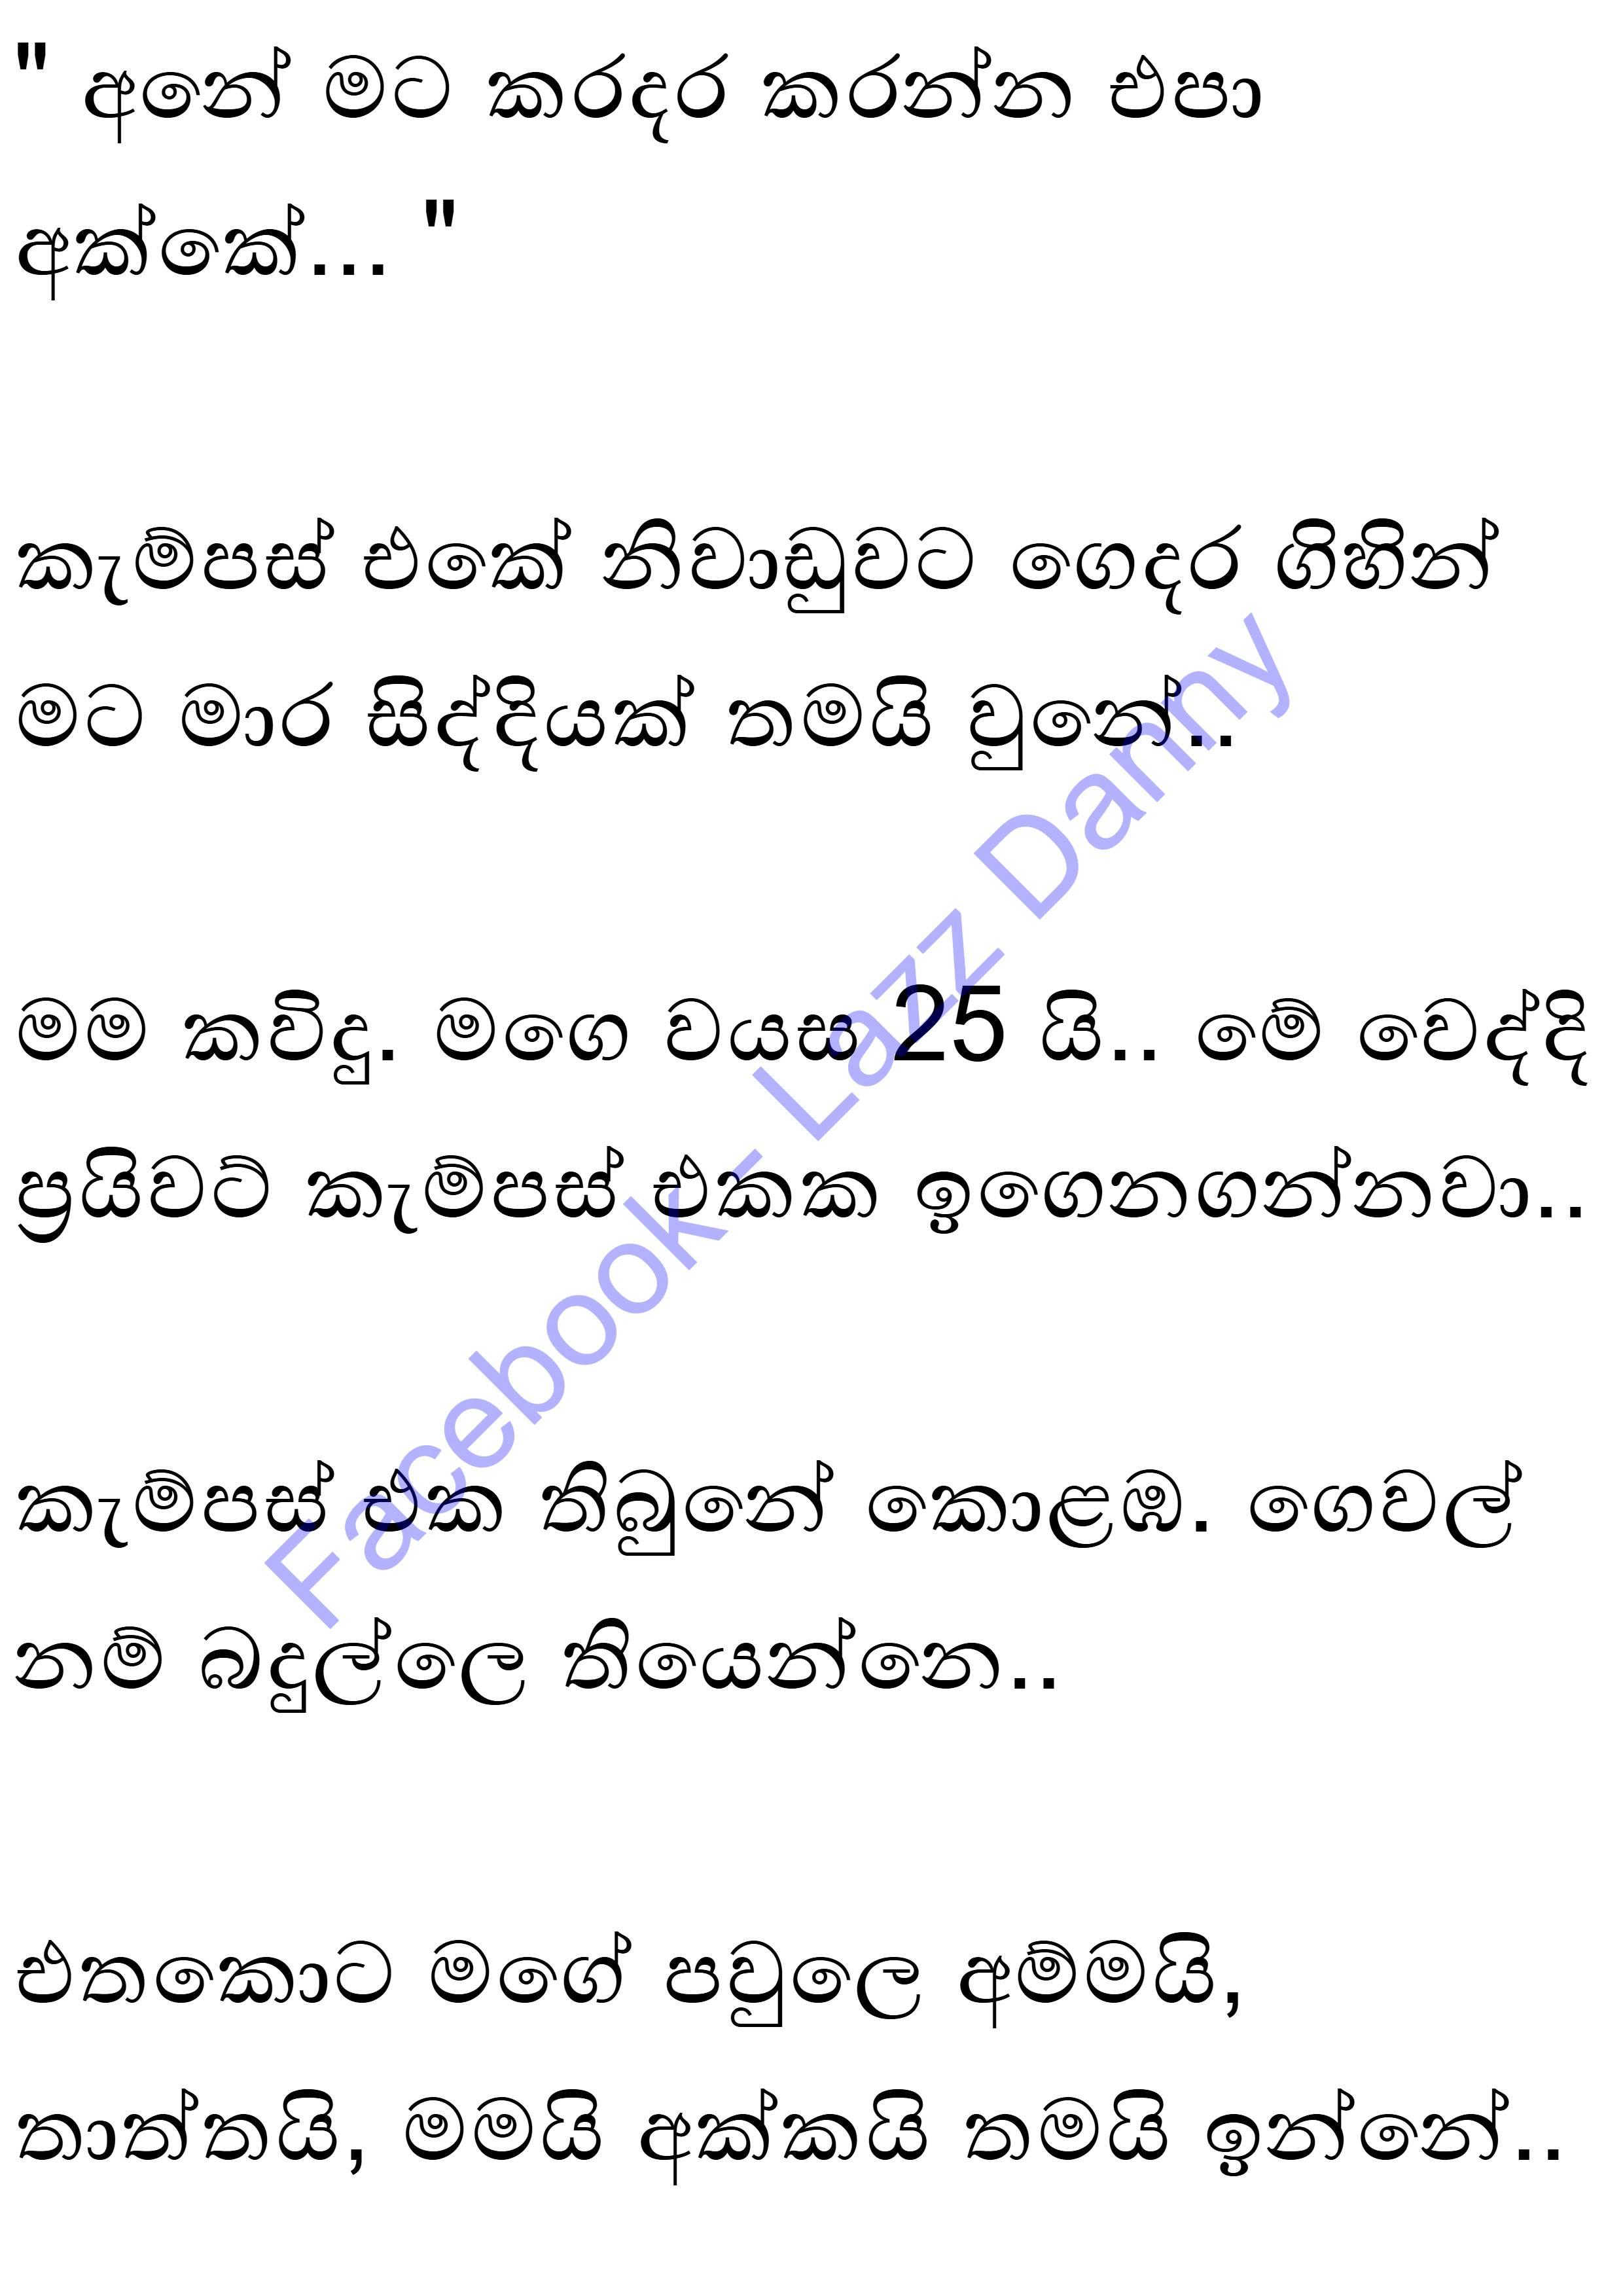 " අනේ මට කරදර කරන්න එපා
අක්කේ... "
කැම්පස් එකේ නිවාඩුවට ගෙදර ගිහින්
මට මාර සිද්දියක් තමයි වුනේ..
මම කවිදු. මගෙ වයස 25 යි.. මේ වෙද්දි
ප්‍රයිවට් කැම්පස් එකක ඉගෙනගන්නවා..
කැම්පස් එක තිබුනේ කොළඹ. ගෙවල්
නම් බදුල්ලෙ තියෙන්නෙ..
එතකොට මගේ පවුලෙ අම්මයි,
තාත්තයි, මමයි අක්කයි තමයි ඉන්නේ..
Facebook - Lazz Danny